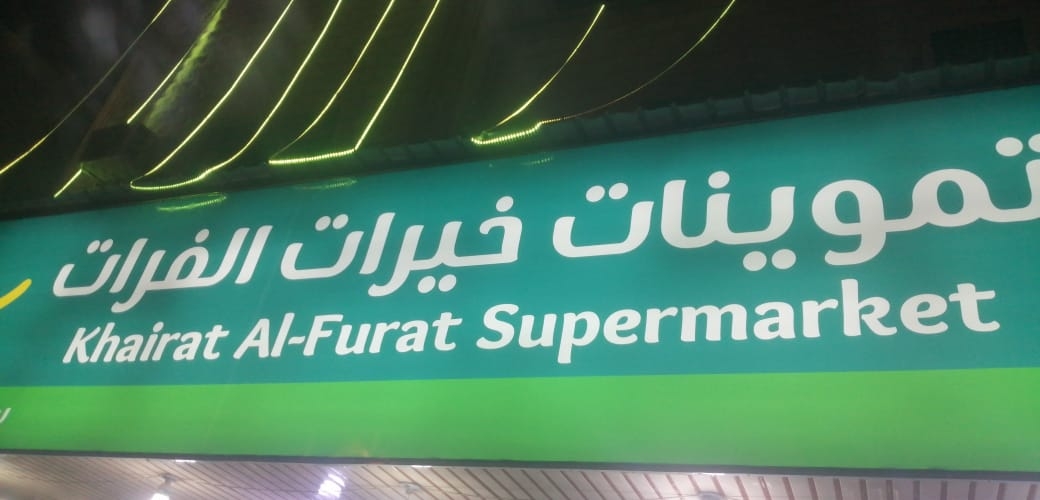 تموينات خيرات الفرات
Khairat Al-Furat Supermarket